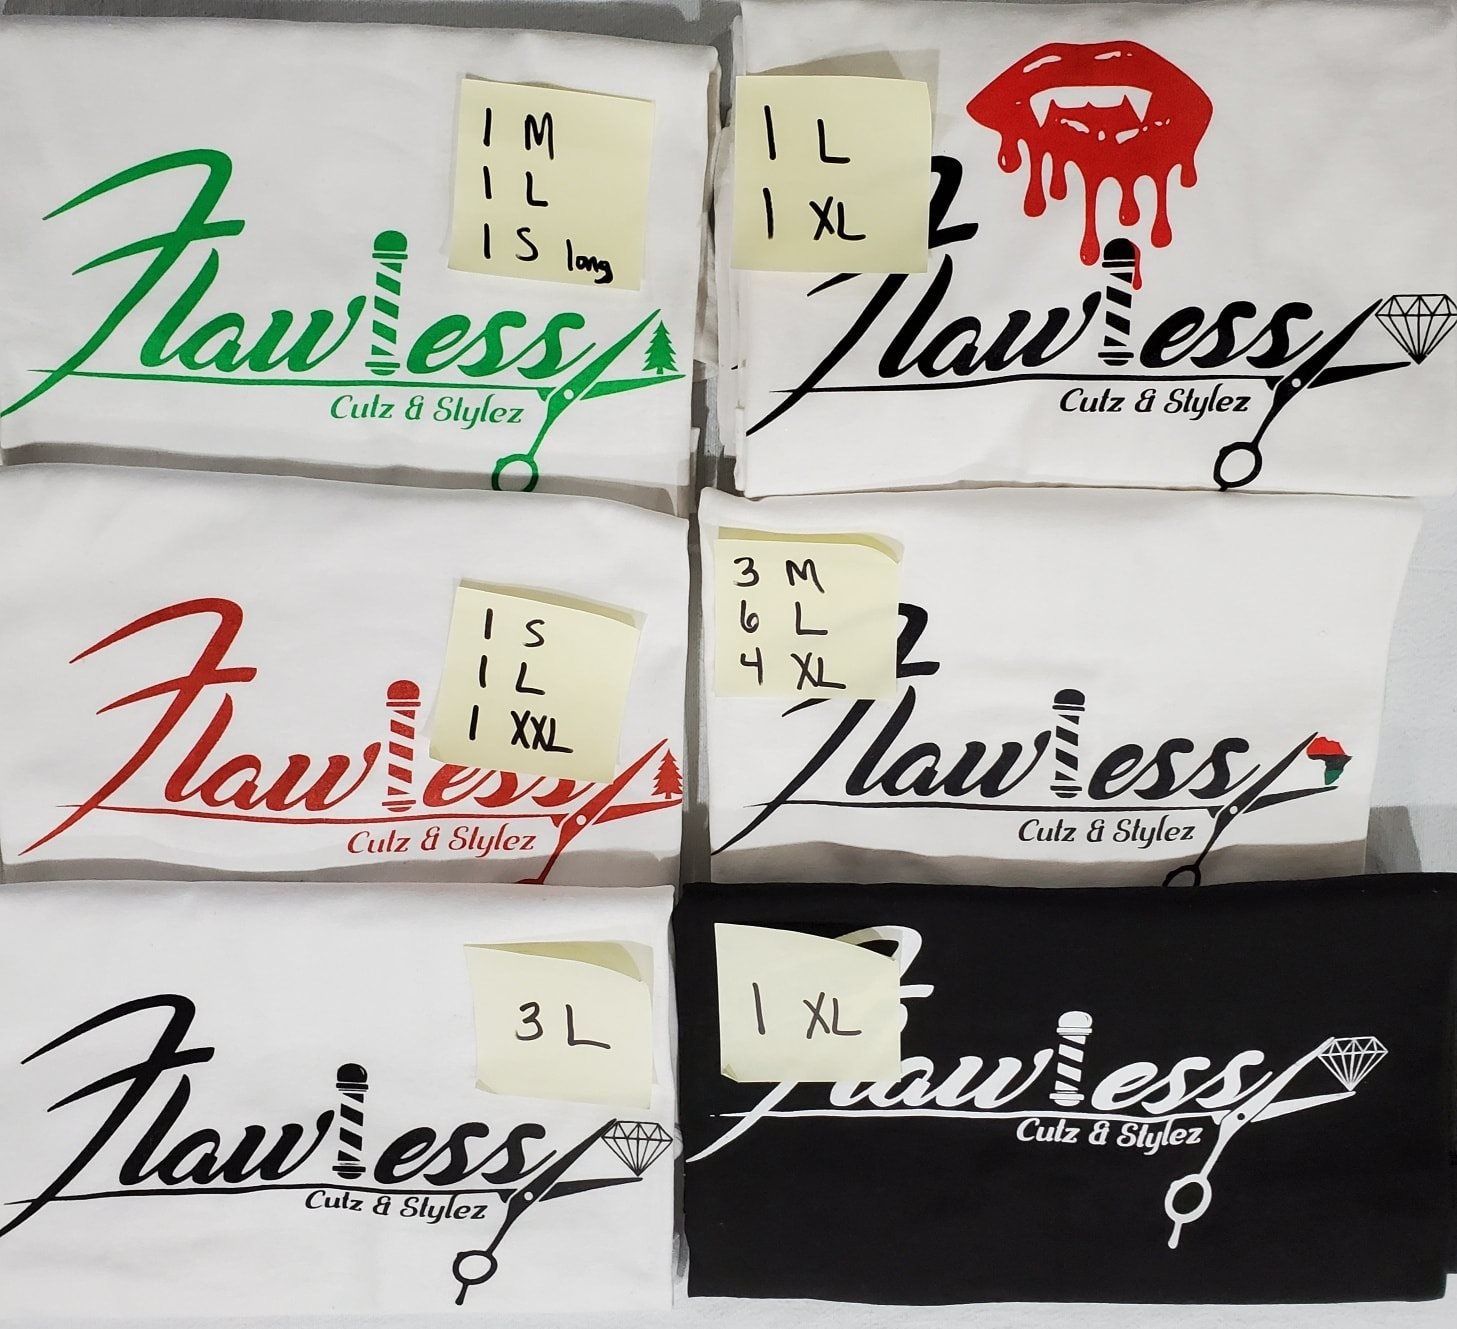 1 M
1 L
1 S long
Flawless
Cutz & Stylez
1 L
1 XL
Flawless
Cutz & Stylez
1 S
1 L
1 XXL
Flawless
Cutz & Stylez
3 M
6 L
4 XL
Flawless
Cutz & Stylez
3 L
Flawless
Cutz & Stylez
1 XL
Flawless
Cutz & Stylez